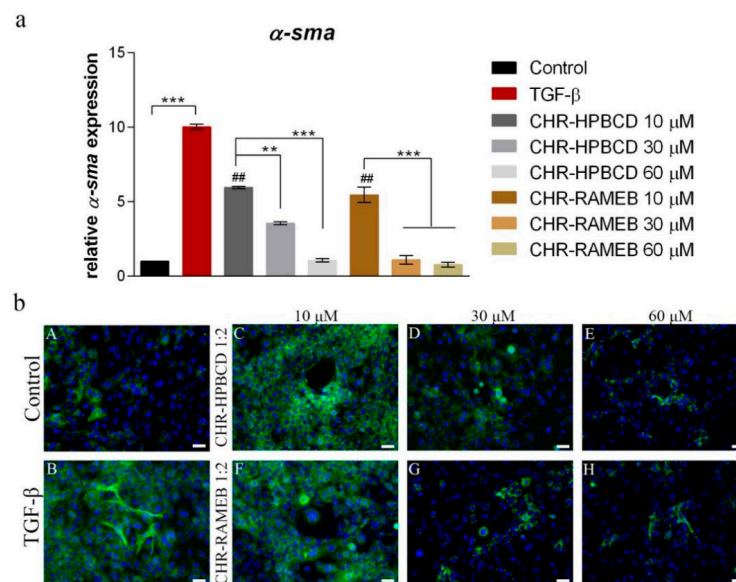 a
α-sma
relative α-sma expression
15
10
5
0
***
***
**
##
***
##
Control
TGF-β
CHR-HPBCD 10 μM
CHR-HPBCD 30 μM
CHR-HPBCD 60 μM
CHR-RAMEB 10 μM
CHR-RAMEB 30 μM
CHR-RAMEB 60 μM
b
10 μM
30 μM
60 μM
Control
A
CHR-HPBCD 1:2
C
D
E
TGF-β
B
CHR-RAMEB 1:2
F
G
H